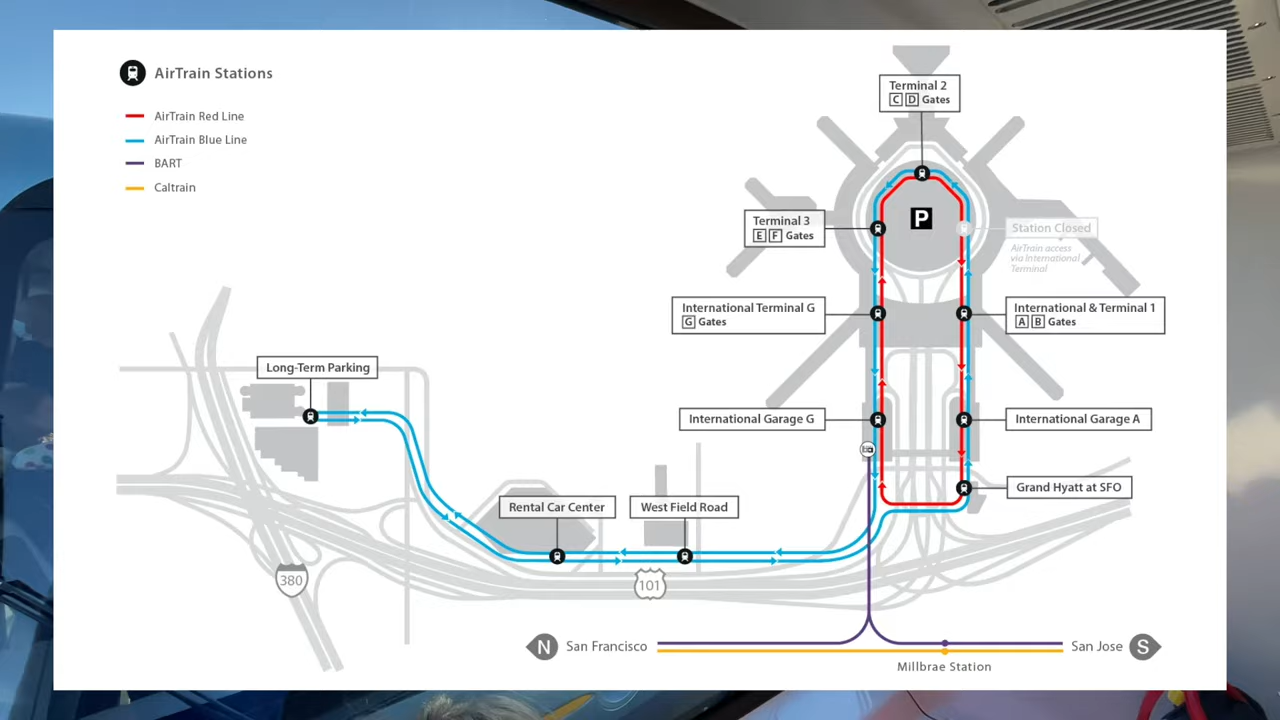 AirTrain Stations
AirTrain Red Line
AirTrain Blue Line
BART
Caltrain
Terminal 2
C D Gates
P
Terminal 3
E F Gates
Station Closed
AirTrain access
via International
Terminal
International Terminal G
G Gates
International & Terminal 1
A B Gates
Long-Term Parking
International Garage G
International Garage A
Grand Hyatt at SFO
Rental Car Center
West Field Road
380
101
N San Francisco
San Jose S
Millbrae Station